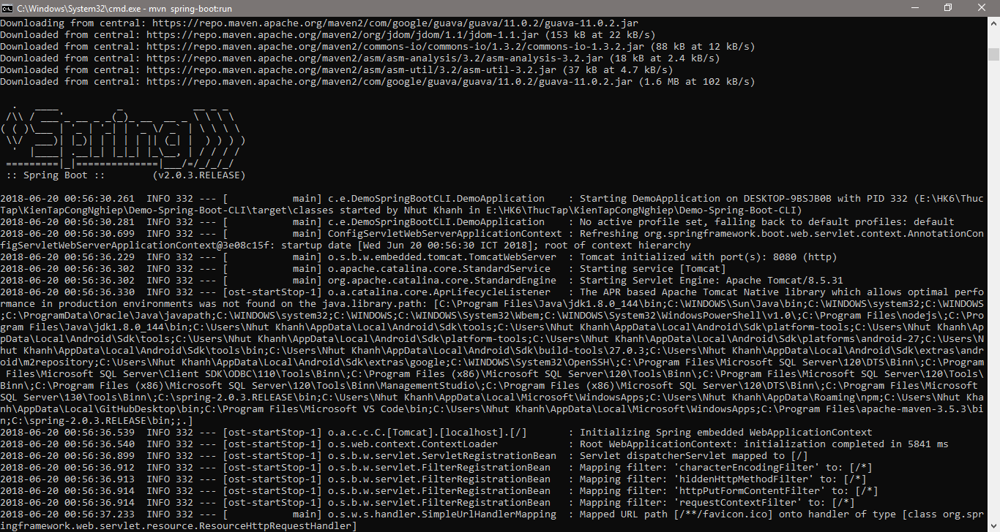 C:\Windows\System32\cmd.exe - mvn  spring-boot:run
Downloading from central: https://repo.maven.apache.org/maven2/com/google/guava/guava/11.0.2/guava-11.0.2.jar
Downloaded from central: https://repo.maven.apache.org/maven2/org/jdom/jdom/1.1/jdom-1.1.jar (153 kB at 22 kB/s)
Downloaded from central: https://repo.maven.apache.org/maven2/commons-io/commons-io/1.3.2/commons-io-1.3.2.jar (88 kB at 12 kB/s)
Downloaded from central: https://repo.maven.apache.org/maven2/asm/asm-analysis/3.2/asm-analysis-3.2.jar (18 kB at 2.4 kB/s)
Downloaded from central: https://repo.maven.apache.org/maven2/asm/asm-util/3.2/asm-util-3.2.jar (37 kB at 4.7 kB/s)
Downloaded from central: https://repo.maven.apache.org/maven2/com/google/guava/guava/11.0.2/guava-11.0.2.jar (1.6 MB at 102 kB/s)
  .   ____          _            __ _ _
 /\\ / ___'_ __ _ _(_)_ __  __ _ \ \ \ \
( ( )\___ | '_ | '_| | '_ \/ _` | \ \ \ \
 \\/  ___)| |_)| | | | | || (_| |  ) ) ) )
  '  |____| .__|_| |_|_| |_\__, | / / / /
 =========|_|==============|___/=/_/_/_/
 :: Spring Boot ::        (v2.0.3.RELEASE)
2018-06-20 00:56:30.261  INFO 332 --- [           main] c.e.DemoSpringBootCLI.DemoApplication    : Starting DemoApplication on DESKTOP-9BSJB0B with PID 332 (E:\HK6\Thuc
Tap\KienTapCongNghiep\Demo-Spring-Boot-CLI\target\classes started by Nhut Khanh in E:\HK6\ThucTap\KienTapCongNghiep\Demo-Spring-Boot-CLI)
2018-06-20 00:56:30.281  INFO 332 --- [           main] c.e.DemoSpringBootCLI.DemoApplication    : No active profile set, falling back to default profiles: default
2018-06-20 00:56:30.699  INFO 332 --- [           main] ConfigServletWebServerApplicationContext : Refreshing org.springframework.boot.web.servlet.context.AnnotationCon
figServletWebServerApplicationContext@3e08c15f: startup date [Wed Jun 20 00:56:30 ICT 2018]; root of context hierarchy
2018-06-20 00:56:36.229  INFO 332 --- [           main] o.s.b.w.embedded.tomcat.TomcatWebServer  : Tomcat initialized with port(s): 8080 (http)
2018-06-20 00:56:36.302  INFO 332 --- [           main] o.apache.catalina.core.StandardService   : Starting service [Tomcat]
2018-06-20 00:56:36.302  INFO 332 --- [           main] org.apache.catalina.core.StandardEngine  : Starting Servlet Engine: Apache Tomcat/8.5.31
2018-06-20 00:56:36.330  INFO 332 --- [ost-startStop-1] o.a.catalina.core.AprLifecycleListener   : The APR based Apache Tomcat Native library which allows optimal perfo
rmance in production environments was not found on the java.library.path: [C:\Program Files\Java\jdk1.8.0_144\bin;C:\WINDOWS\Sun\Java\bin;C:\WINDOWS\system32;C:\WINDOWS
;C:\ProgramData\Oracle\Java\javapath;C:\WINDOWS\system32;C:\WINDOWS;C:\WINDOWS\System32\Wbem;C:\WINDOWS\System32\WindowsPowerShell\v1.0\;C:\Program Files\nodejs\;C:\Pro
gram Files\Java\jdk1.8.0_144\bin;C:\Users\Nhut Khanh\AppData\Local\Android\Sdk\tools;C:\Users\Nhut Khanh\AppData\Local\Android\Sdk\platform-tools;C:\Users\Nhut Khanh\Ap
pData\Local\Android\Sdk\tools;C:\Users\Nhut Khanh\AppData\Local\Android\Sdk\platform-tools;C:\Users\Nhut Khanh\AppData\Local\Android\Sdk\platforms\android-27;C:\Users\N
hut Khanh\AppData\Local\Android\Sdk\tools\bin;C:\Users\Nhut Khanh\AppData\Local\Android\Sdk\build-tools\27.0.3;C:\Users\Nhut Khanh\AppData\Local\Android\Sdk\extras\andr
oid\m2repository;C:\Users\Nhut Khanh\AppData\Local\Android\Sdk\extras\google;C:\WINDOWS\System32\OpenSSH\;C:\Program Files\Microsoft SQL Server\120\DTS\Binn\;C:\Program
 Files\Microsoft SQL Server\Client SDK\ODBC\110\Tools\Binn\;C:\Program Files (x86)\Microsoft SQL Server\120\Tools\Binn\;C:\Program Files\Microsoft SQL Server\120\Tools\
Binn\;C:\Program Files (x86)\Microsoft SQL Server\120\Tools\Binn\ManagementStudio\;C:\Program Files (x86)\Microsoft SQL Server\120\DTS\Binn\;C:\Program Files\Microsoft 
SQL Server\130\Tools\Binn\;C:\spring-2.0.3.RELEASE\bin;C:\Users\Nhut Khanh\AppData\Local\Microsoft\WindowsApps;C:\Users\Nhut Khanh\AppData\Roaming\npm;C:\Users\Nhut Kha
nh\AppData\Local\GitHubDesktop\bin;C:\Program Files\Microsoft VS Code\bin;C:\Users\Nhut Khanh\AppData\Local\Microsoft\WindowsApps;C:\Program Files\apache-maven-3.5.3\bi
n;C:\spring-2.0.3.RELEASE\bin;;.]
2018-06-20 00:56:36.539  INFO 332 --- [ost-startStop-1] o.a.c.c.C.[Tomcat].[localhost].[/]       : Initializing Spring embedded WebApplicationContext
2018-06-20 00:56:36.540  INFO 332 --- [ost-startStop-1] o.s.web.context.ContextLoader            : Root WebApplicationContext: initialization completed in 5841 ms
2018-06-20 00:56:36.899  INFO 332 --- [ost-startStop-1] o.s.b.w.servlet.ServletRegistrationBean  : Servlet dispatcherServlet mapped to [/]
2018-06-20 00:56:36.912  INFO 332 --- [ost-startStop-1] o.s.b.w.servlet.FilterRegistrationBean   : Mapping filter: 'characterEncodingFilter' to: [/*]
2018-06-20 00:56:36.913  INFO 332 --- [ost-startStop-1] o.s.b.w.servlet.FilterRegistrationBean   : Mapping filter: 'hiddenHttpMethodFilter' to: [/*]
2018-06-20 00:56:36.914  INFO 332 --- [ost-startStop-1] o.s.b.w.servlet.FilterRegistrationBean   : Mapping filter: 'httpPutFormContentFilter' to: [/*]
2018-06-20 00:56:36.914  INFO 332 --- [ost-startStop-1] o.s.b.w.servlet.FilterRegistrationBean   : Mapping filter: 'requestContextFilter' to: [/*]
2018-06-20 00:56:37.233  INFO 332 --- [           main] o.s.w.s.handler.SimpleUrlHandlerMapping  : Mapped URL path [/**/favicon.ico] onto handler of type [class org.spr
ingframework.web.servlet.resource.ResourceHttpRequestHandler]